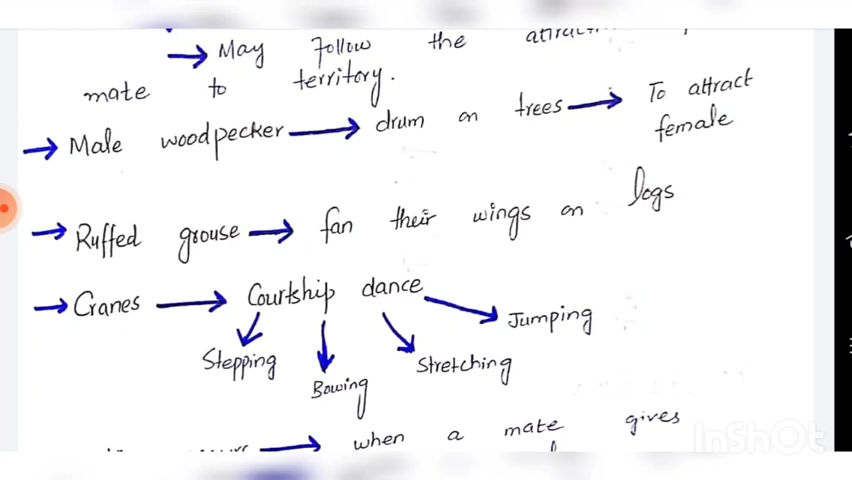 → May follow the
mate to territory.
→ Male woodpecker → drum on trees → To attract
female
→ Ruffed grouse → fan their wings on logs
→ Cranes → Courtship dance
Jumping
Stepping
Stretching
Bowing
→ when a mate gives
InShOt